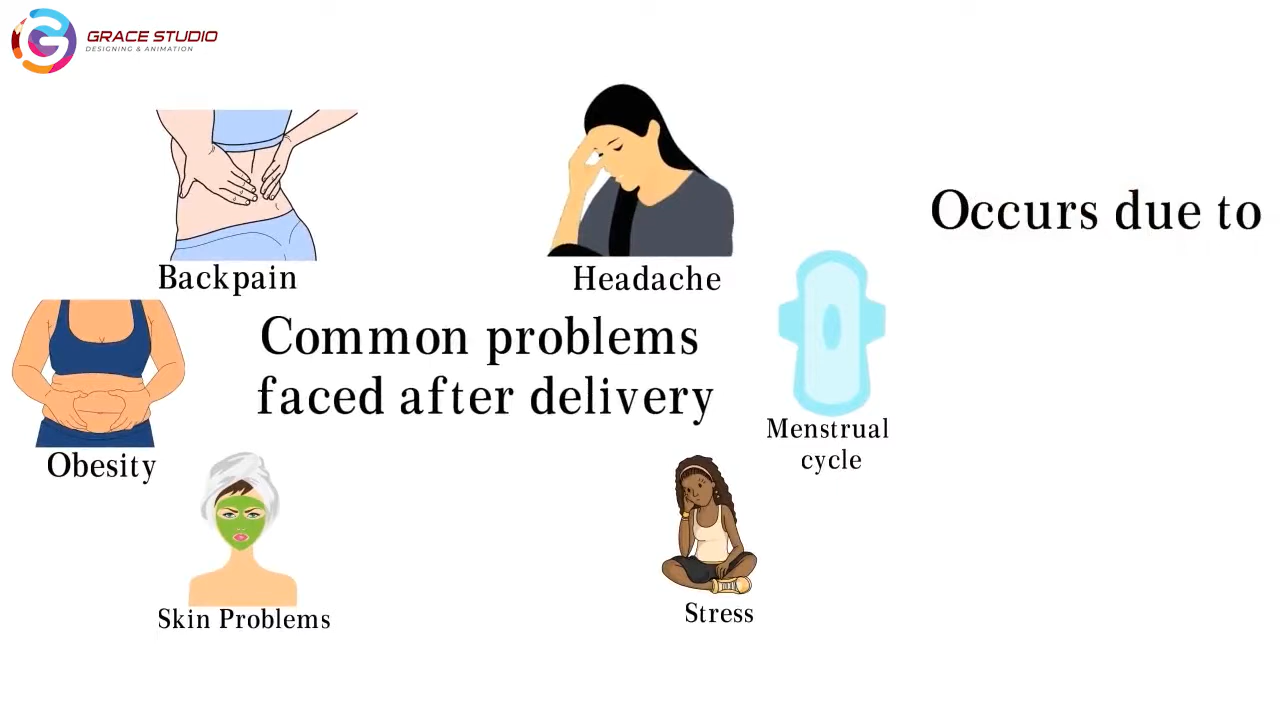 GRACE STUDIO
DESIGNING & ANIMATION
Occurs due to
Backpain
Headache
Common problems
faced after delivery
Menstrual
cycle
Obesity
Skin Problems
Stress